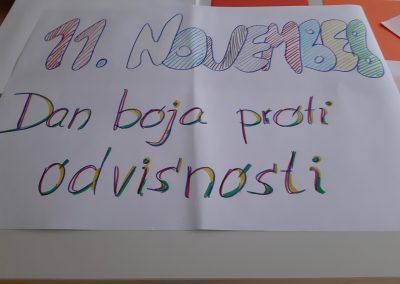 11. NOVEMBER
Dan boja proti
odvisnosti